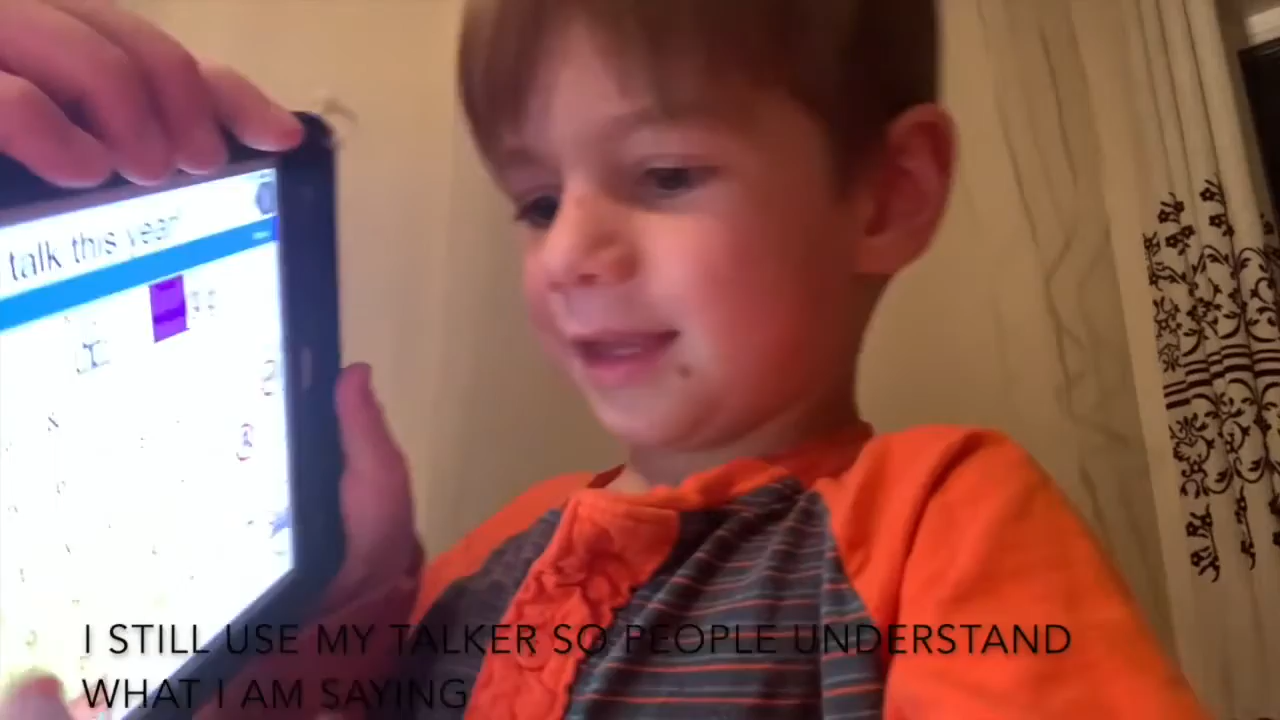 talk this year
I STILL USE MY TALKER SO PEOPLE UNDERSTAND
WHAT I AM SAYING